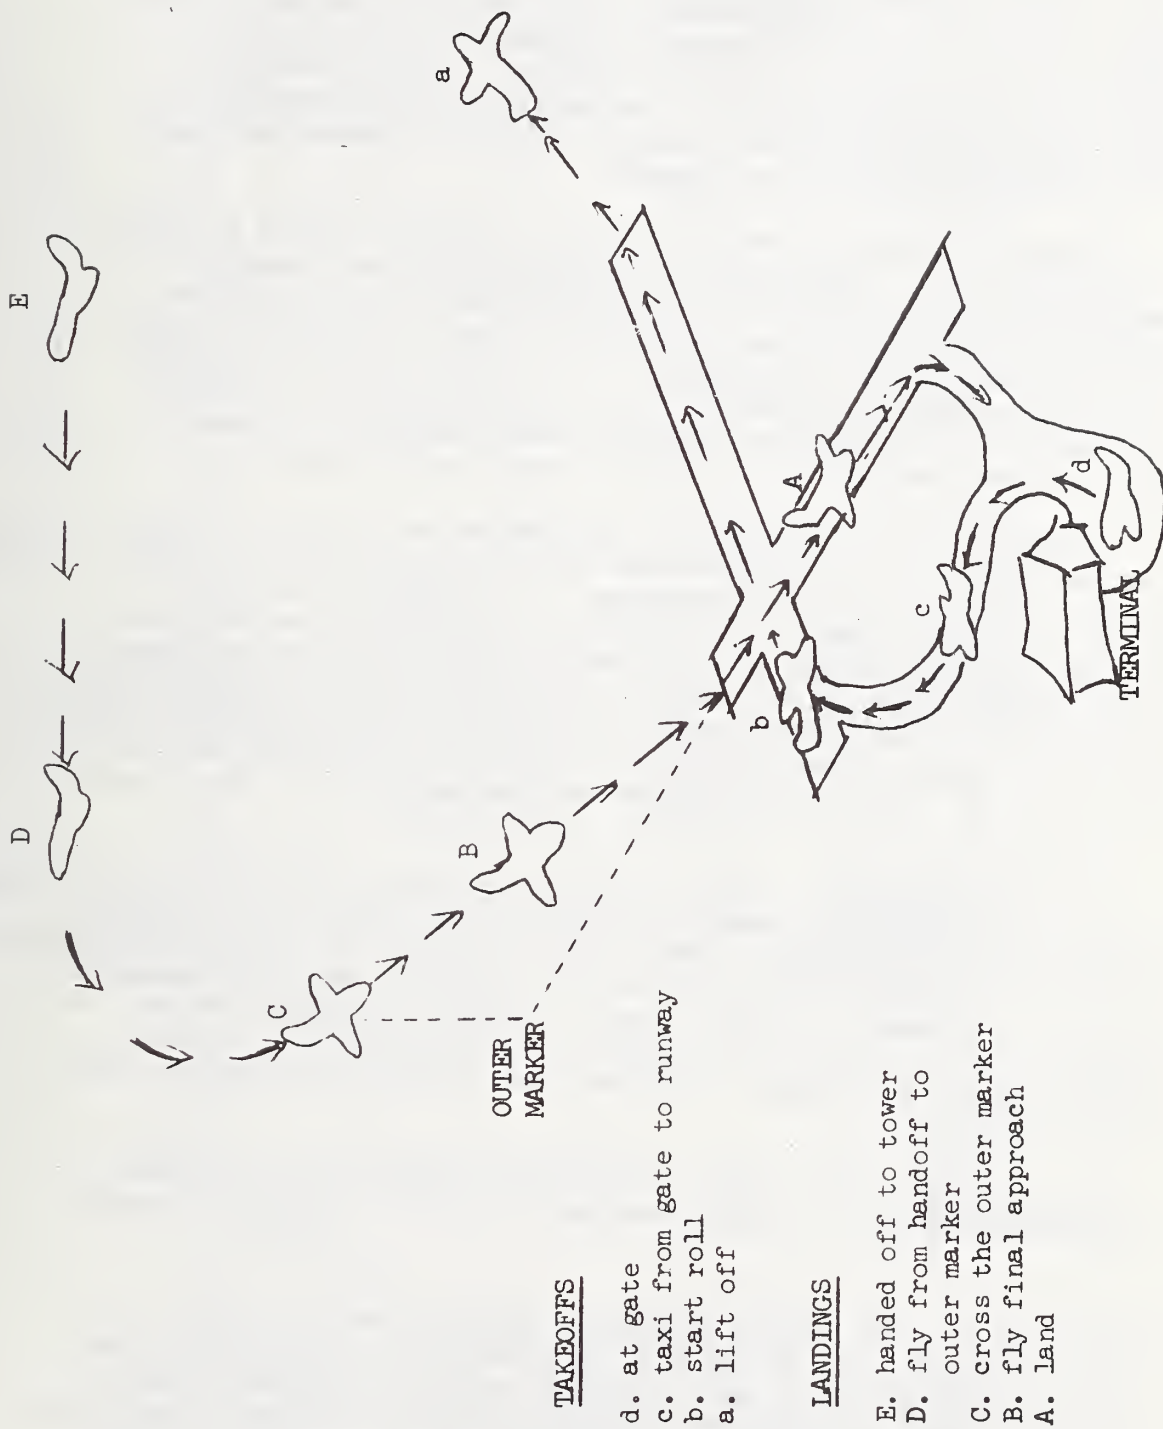 E
D
a
C
B
A
b
c
d
OUTER
MARKER
TERMINAL
TAKEOFFS
d. at gate
c. taxi from gate to runway
b. start roll
a. lift off
LANDINGS
E. handed off to tower
D. fly from handoff to
outer marker
C. cross the outer marker
B. fly final approach
A. land